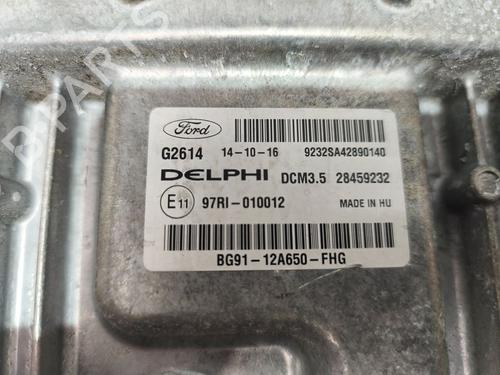 Ford
G2614 14-10-16 9232SA42890140
DELPHI DCM3.5 28459232
E11 97RI-010012 MADE IN HU
BG91-12A650-FHG
PARTS